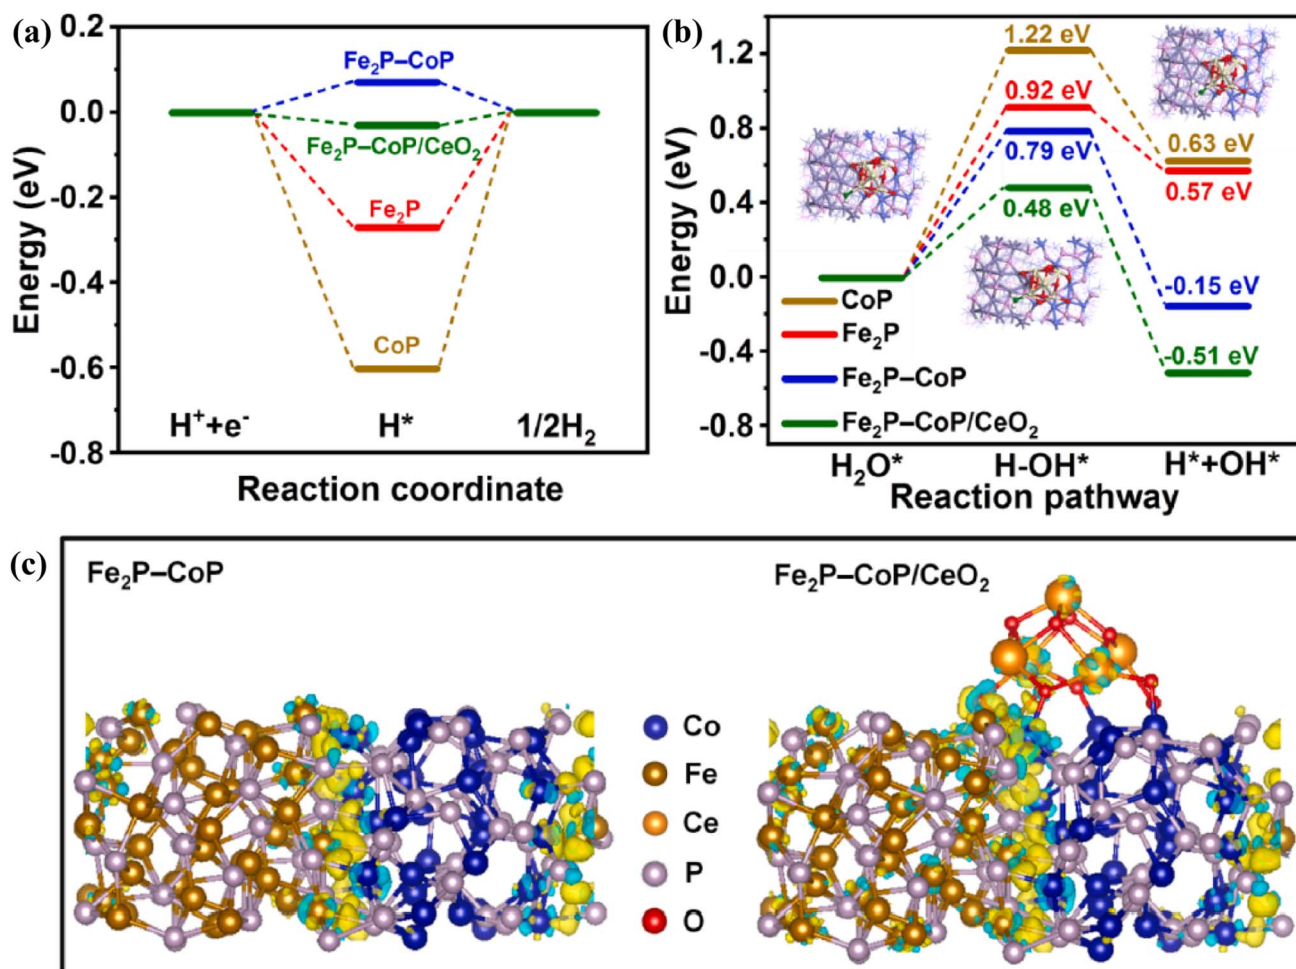 (a)
0.2
0.0
-0.2
-0.4
-0.6
-0.8
Energy (eV)
Fe₂P–CoP
Fe₂P–CoP/CeO₂
Fe₂P
CoP
H⁺+e⁻
H*
1/2H₂
Reaction coordinate
(b)
1.2
0.8
0.4
0.0
-0.4
-0.8
Energy (eV)
1.22 eV
0.92 eV
0.79 eV
0.48 eV
0.63 eV
0.57 eV
-0.15 eV
-0.51 eV
CoP
Fe₂P
Fe₂P–CoP
Fe₂P–CoP/CeO₂
H₂O*
H-OH*
H*+OH*
Reaction pathway
(c)
Fe₂P–CoP
Fe₂P–CoP/CeO₂
Co
Fe
Ce
P
O